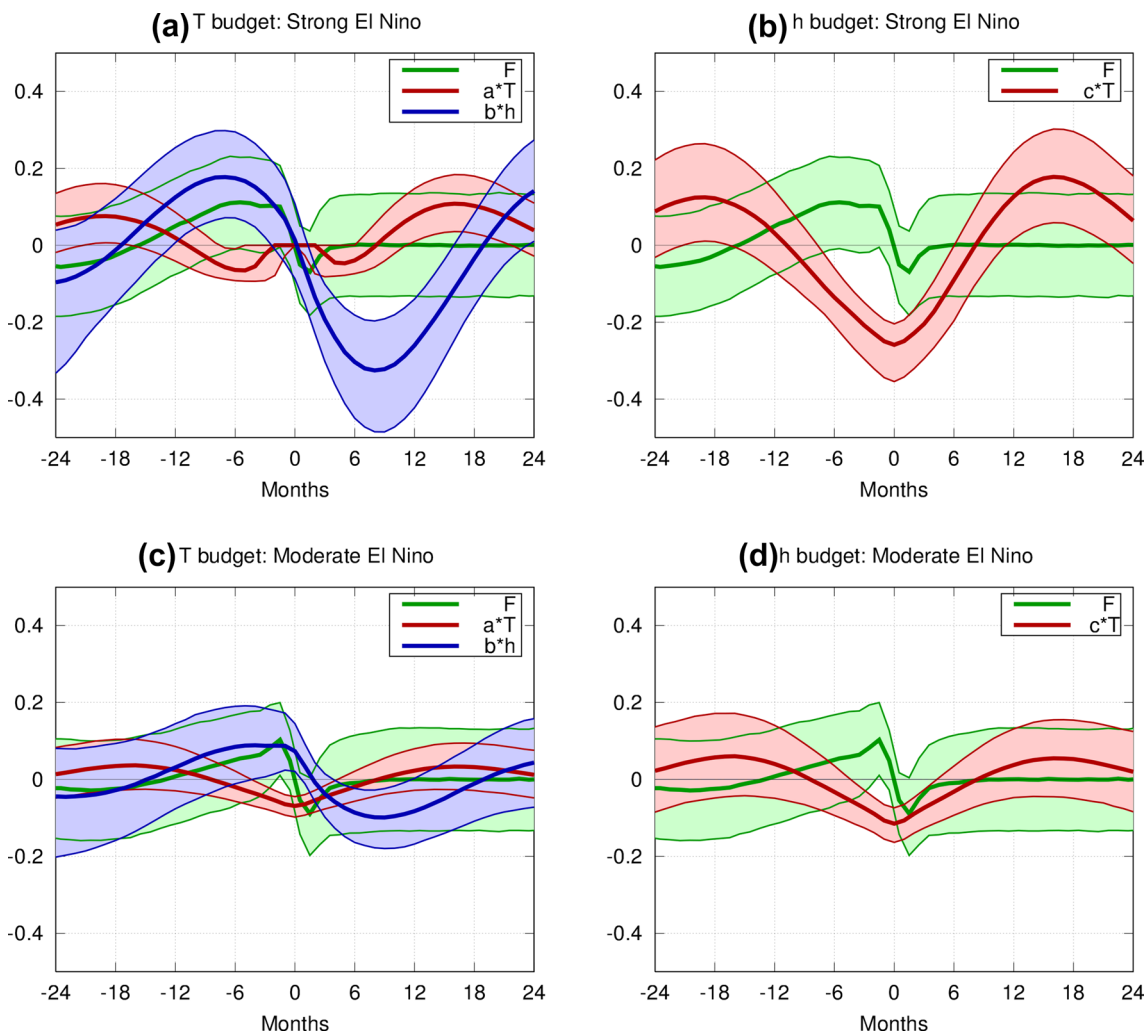 (a) T budget: Strong El Nino
F
a*T
b*h
0.4
0.2
0
-0.2
-0.4
-24 -18 -12 -6 0 6 12 18 24
Months
(b) h budget: Strong El Nino
F
c*T
0.4
0.2
0
-0.2
-0.4
-24 -18 -12 -6 0 6 12 18 24
Months
(c) T budget: Moderate El Nino
F
a*T
b*h
0.4
0.2
0
-0.2
-0.4
-24 -18 -12 -6 0 6 12 18 24
Months
(d) h budget: Moderate El Nino
F
c*T
0.4
0.2
0
-0.2
-0.4
-24 -18 -12 -6 0 6 12 18 24
Months